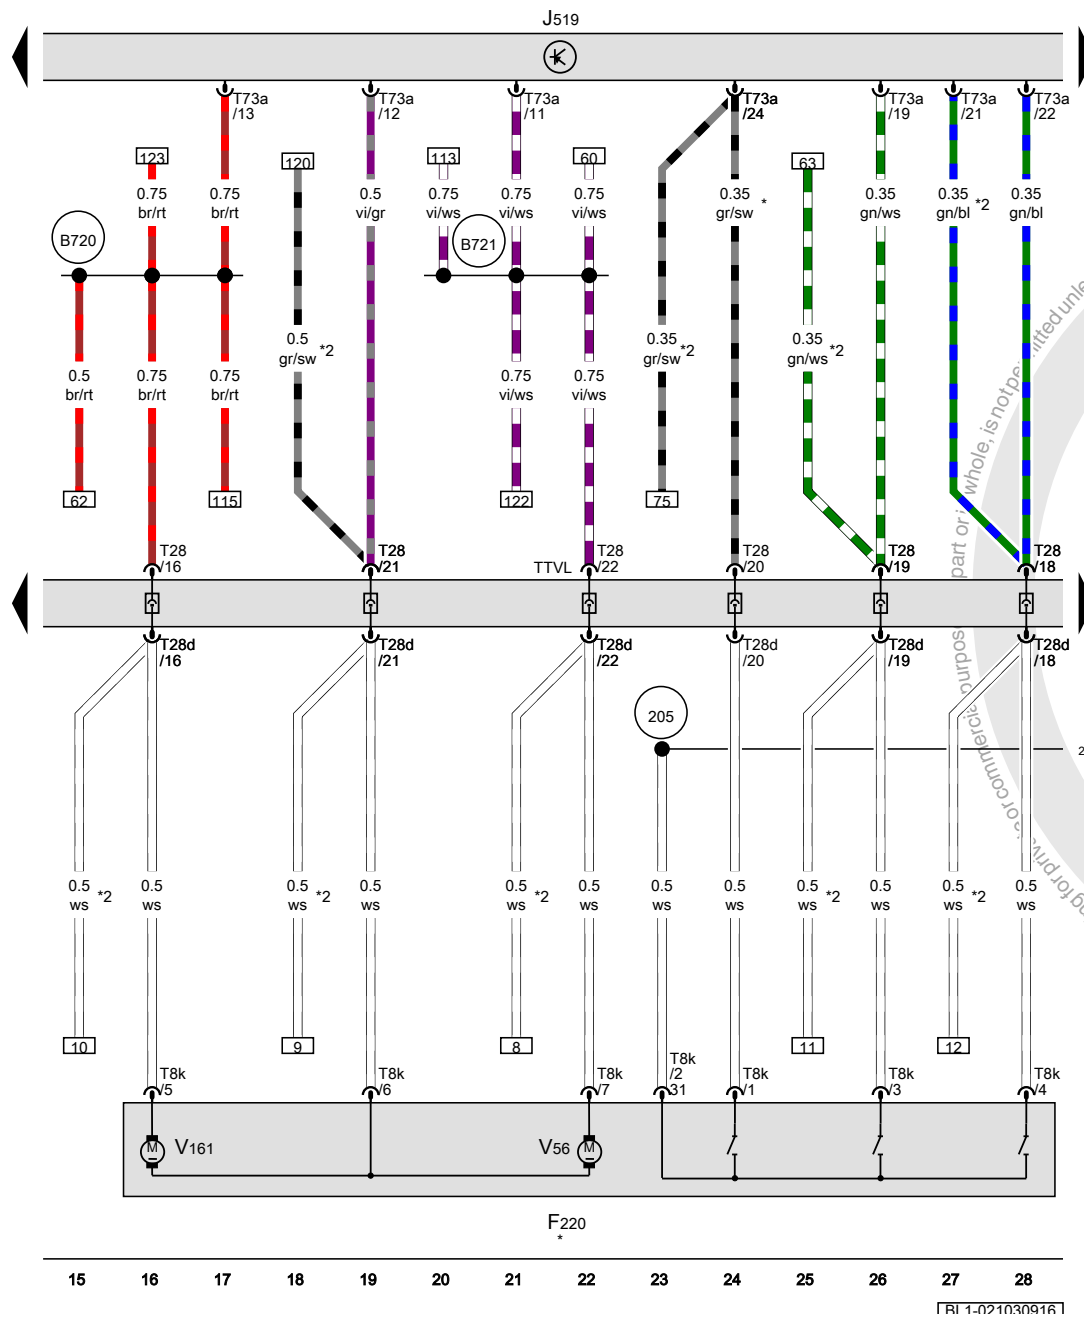 J519
T73a
/13
T73a
/12
T73a
/11
T73a
/24
T73a
/19
T73a
/21
T73a
/22
123
120
113
60
63
0.75
br/rt
0.75
br/rt
0.5
vi/gr
0.75
vi/ws
0.75
vi/ws
0.75
vi/ws
0.35
gr/sw *
0.35
gn/ws
0.35
gn/bl *2
0.35
gn/bl
B720
B721
0.5
br/rt
0.75
br/rt
0.75
br/rt
0.5
gr/sw *2
0.75
vi/ws
0.75
vi/ws
0.35
gr/sw *2
0.35
gn/ws *2
62
115
122
75
T28
/16
T28
/21
TTVL
T28
/22
T28
/20
T28
/19
T28
/18
T28d
/16
T28d
/21
T28d
/22
T28d
/20
T28d
/19
T28d
/18
205
2
0.5
ws *2
0.5
ws
0.5
ws *2
0.5
ws
0.5
ws *2
0.5
ws
0.5
ws
0.5
ws
0.5
ws *2
0.5
ws
0.5
ws *2
0.5
ws
10
9
8
11
12
T8k
/5
T8k
/6
T8k
/7
T8k
/2
31
T8k
/1
T8k
/3
T8k
/4
M
V161
V56
M
F220
*
15 16 17 18 19 20 21 22 23 24 25 26 27 28
BL1-021030916